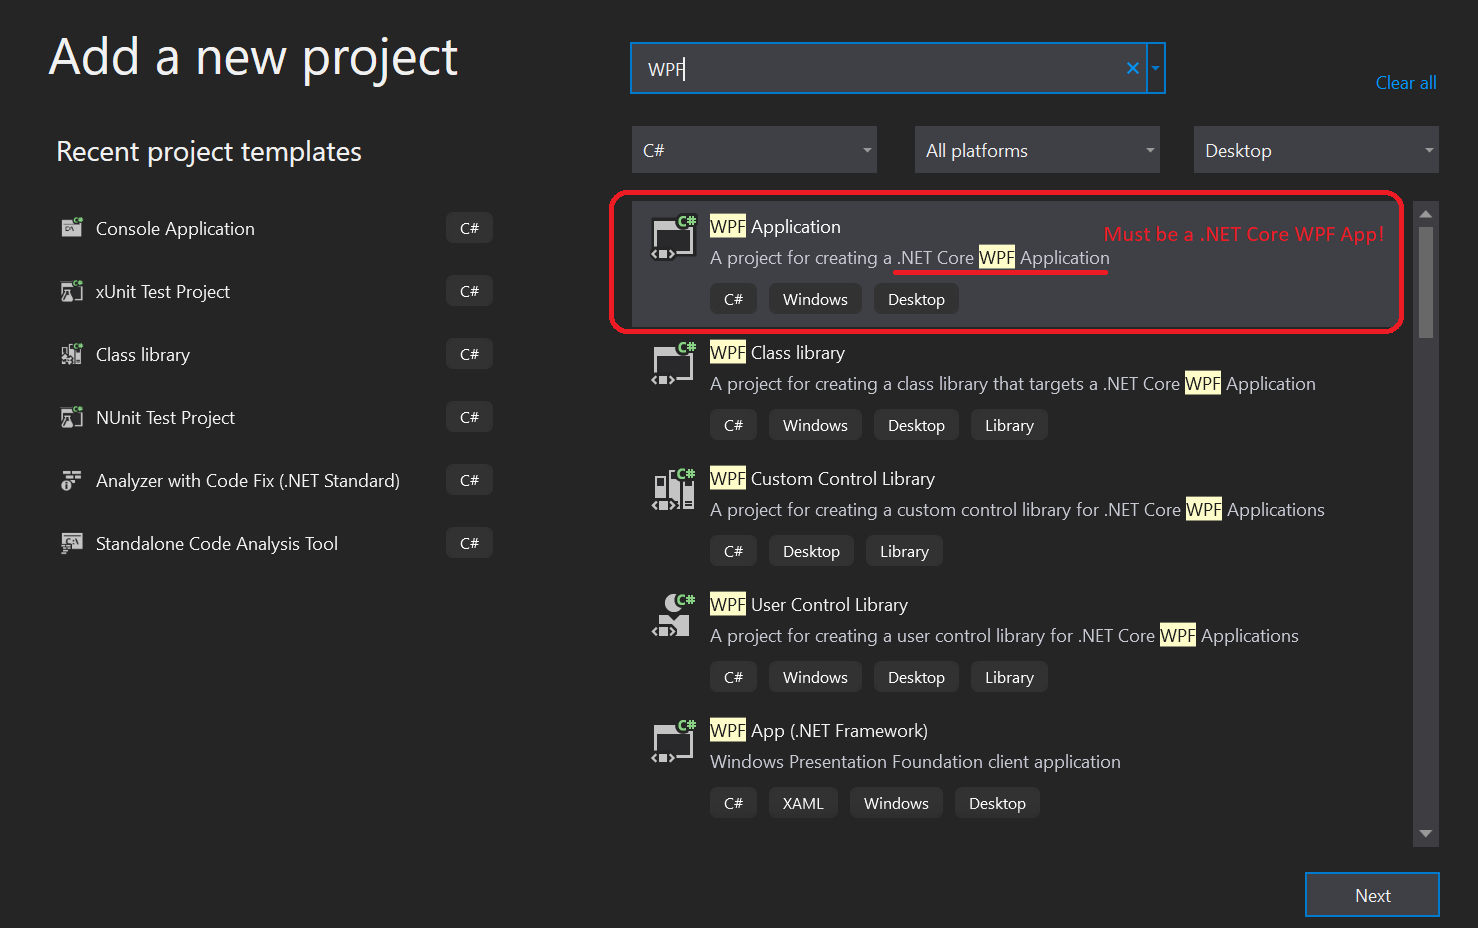 Add a new project
WPF
Clear all
C#
All platforms
Desktop
Recent project templates
Console Application C#
xUnit Test Project C#
Class library C#
NUnit Test Project C#
Analyzer with Code Fix (.NET Standard) C#
Standalone Code Analysis Tool C#
WPF Application
Must be a .NET Core WPF App!
A project for creating a .NET Core WPF Application
C# Windows Desktop
WPF Class library
A project for creating a class library that targets a .NET Core WPF Application
C# Windows Desktop Library
WPF Custom Control Library
A project for creating a custom control library for .NET Core WPF Applications
C# Desktop Library
WPF User Control Library
A project for creating a user control library for .NET Core WPF Applications
C# Windows Desktop Library
WPF App (.NET Framework)
Windows Presentation Foundation client application
C# XAML Windows Desktop
Next